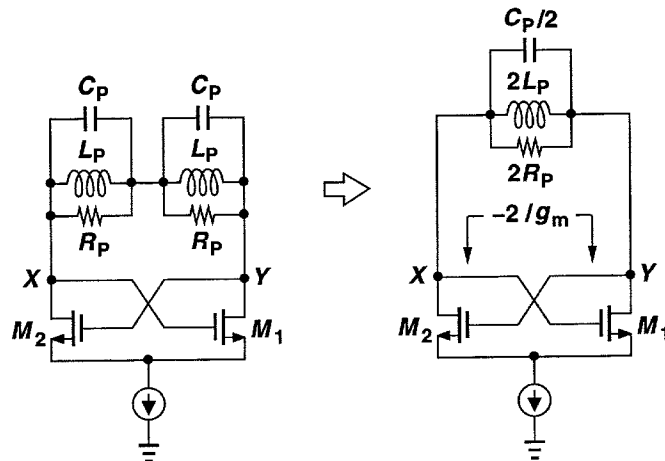 C_P C_P
L_P L_P
R_P R_P
X Y
M_2 M_1
C_P/2
2L_P
2R_P
-2/g_m
X Y
M_2 M_1